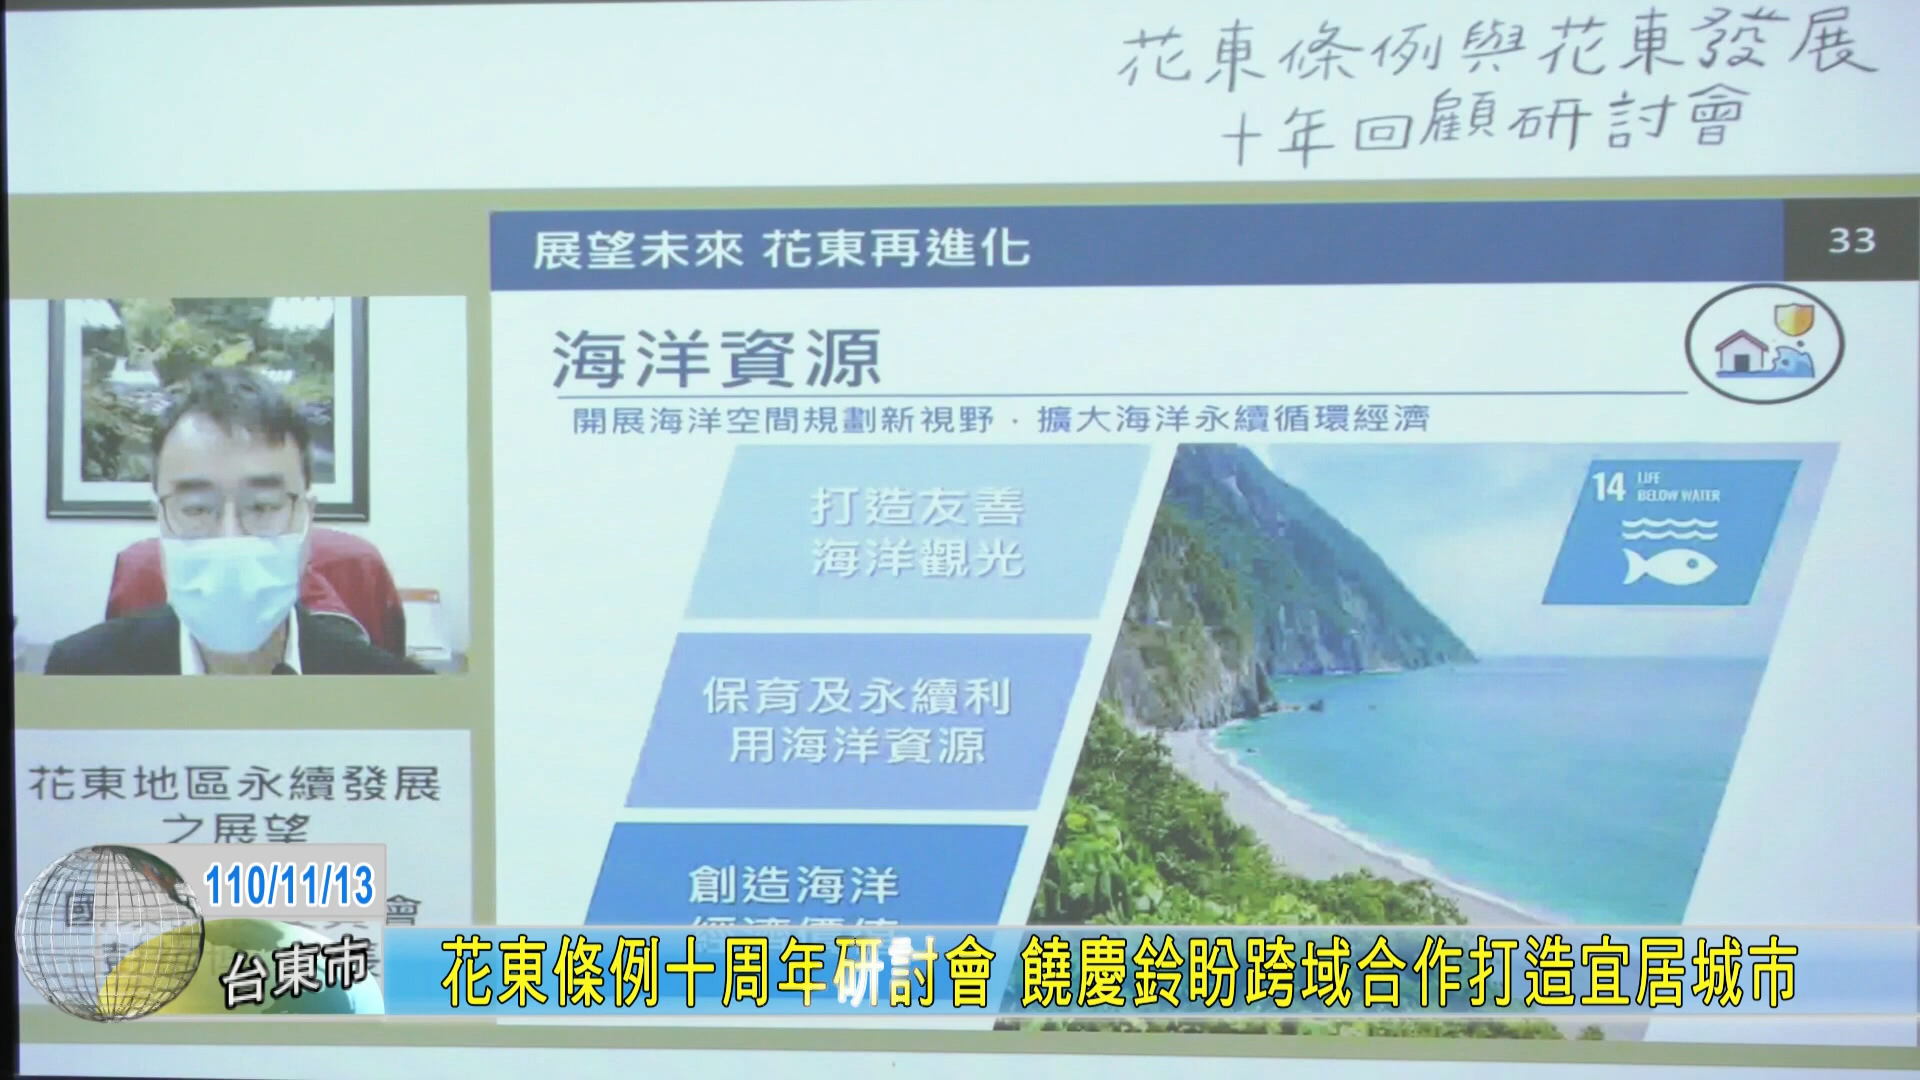 花東條例與花東發展
十年回顧研討會
展望未來 花東再進化
33
海洋資源
開展海洋空間規劃新視野，擴大海洋永續循環經濟
打造友善
海洋觀光
14 LIFE
BELOW WATER
保育及永續利
用海洋資源
創造海洋
經濟價值
花東地區永續發展
之展望
110/11/13
國
會
台東市
花東條例十周年研討會 饒慶鈴盼跨域合作打造宜居城市